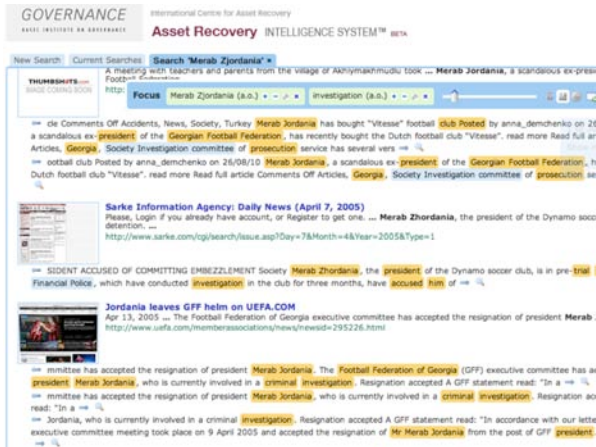 GOVERNANCE
BASEL INSTITUTE ON GOVERNANCE
International Centre for Asset Recovery
Asset Recovery INTELLIGENCE SYSTEM™ BETA
New Search Current Searches Search 'Merab Zjordania' ×
A meeting with teachers and parents from the village of Akhiymakhmudlu took ... Merab Jordania, a scandalous ex-presi
Football Federation
THUMBSHOTS.com
IMAGE COMING SOON
http:
Focus Merab Zjordania (a.o.) investigation (a.o.)
cle Comments Off Accidents, News, Society, Turkey Merab Jordania has bought "Vitesse" football club Posted by anna_demchenko on 26
a scandalous ex-president of the Georgian Football Federation, has recently bought the Dutch football club "Vitesse". read more Read full ar
Articles, Georgia, Society Investigation committee of prosecution service has several vers
ootball club Posted by anna_demchenko on 26/08/10 Merab Jordania, a scandalous ex-president of the Georgian Football Federation, h
Dutch football club "Vitesse". read more Read full article Comments Off Articles, Georgia, Society Investigation committee of prosecution se
Sarke Information Agency: Daily News (April 7, 2005)
Please, Login if you already have account, or Register to get one. ... Merab Zhordania, the president of the Dynamo socc
detention. ...
http://www.sarke.com/cgi/search/issue.asp?Day=7&Month=4&Year=2005&Type=1
SIDENT ACCUSED OF COMMITTING EMBEZZLEMENT Society Merab Zhordania, the president of the Dynamo soccer club, is in pre-trial
Financial Police, which have conducted investigation in the club for three months, have accused him of
Jordania leaves GFF helm on UEFA.COM
Apr 13, 2005 ... The Football Federation of Georgia executive committee has accepted the resignation of president Merab
http://www.uefa.com/memberassociations/news/newsid=295226.html
mmittee has accepted the resignation of president Merab Jordania. The Football Federation of Georgia (GFF) executive committee has ac
president Merab Jordania, who is currently involved in a criminal investigation. Resignation accepted A GFF statement read: "In a
mmittee has accepted the resignation of president Merab Jordania, who is currently involved in a criminal investigation. Resignation acc
read: "In a
Jordania, who is currently involved in a criminal investigation. Resignation accepted A GFF statement read: "In accordance with our lette
executive committee meeting took place on 9 April 2005 and accepted the resignation of Mr Merab Jordania from the post of GFF president.